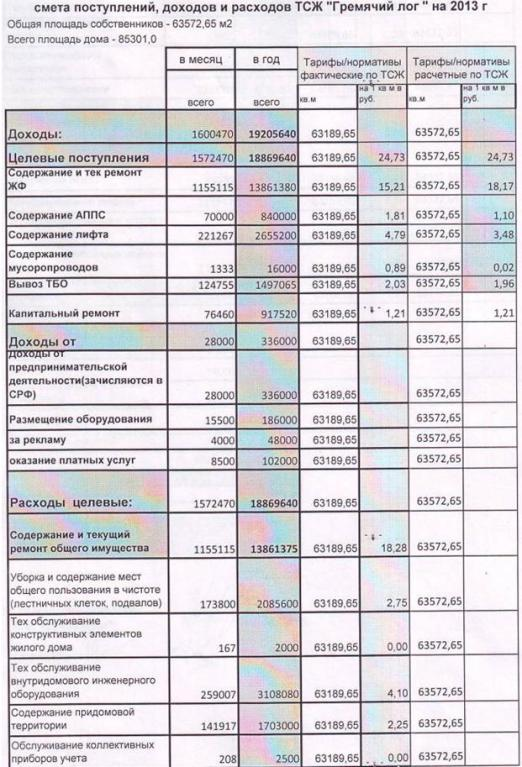 смета поступлений, доходов и расходов ТСЖ "Гремячий лог " на 2013 г
Общая площадь собственников - 63572,65 м2
Всего площадь дома - 85301,0
в месяц в год Тарифы/нормативы фактические по ТСЖ Тарифы/нормативы расчетные по ТСЖ
всего всего кв.м на 1 кв м в руб. кв.м на 1 кв м в руб.
Доходы: 1600470 19205640 63189,65 63572,65
Целевые поступления 1572470 18869640 63189,65 24,73 63572,65 24,73
Содержание и тек ремонт
ЖФ 1155115 13861380 63189,65 15,21 63572,65 18,17
Содержание АППС 70000 840000 63189,65 1,81 63572,65 1,10
Содержание лифта 221267 2655200 63189,65 4,79 63572,65 3,48
Содержание
мусоропроводов 1333 16000 63189,65 0,89 63572,65 0,02
Вывоз ТБО 124755 1497065 63189,65 2,03 63572,65 1,96
Капитальный ремонт 76460 917520 63189,65 1,21 63572,65 1,21
Доходы от 28000 336000 63189,65 63572,65
Доходы от
предпринимательской
деятельности(зачисляются в
СРФ) 28000 336000 63189,65 63572,65
Размещение оборудования 15500 186000 63189,65 63572,65
за рекламу 4000 48000 63189,65 63572,65
оказание платных услуг 8500 102000 63189,65 63572,65
Расходы целевые: 1572470 18869640 63189,65 63572,65
Содержание и текущий
ремонт общего имущества 1155115 13861375 63189,65 18,28 63572,65
Уборка и содержание мест
общего пользования в чистоте
(лестничных клеток, подвалов) 173800 2085600 63189,65 2,75 63572,65
Тех обслуживание
конструктивных элементов
жилого дома 167 2000 63189,65 0,00 63572,65
Тех обслуживание
внутридомового инженерного
оборудования 259007 3108080 63189,65 4,10 63572,65
Содержание придомовой
территории 141917 1703000 63189,65 2,25 63572,65
Обслуживание коллективных
приборов учета 208 2500 63189,65 0,00 63572,65